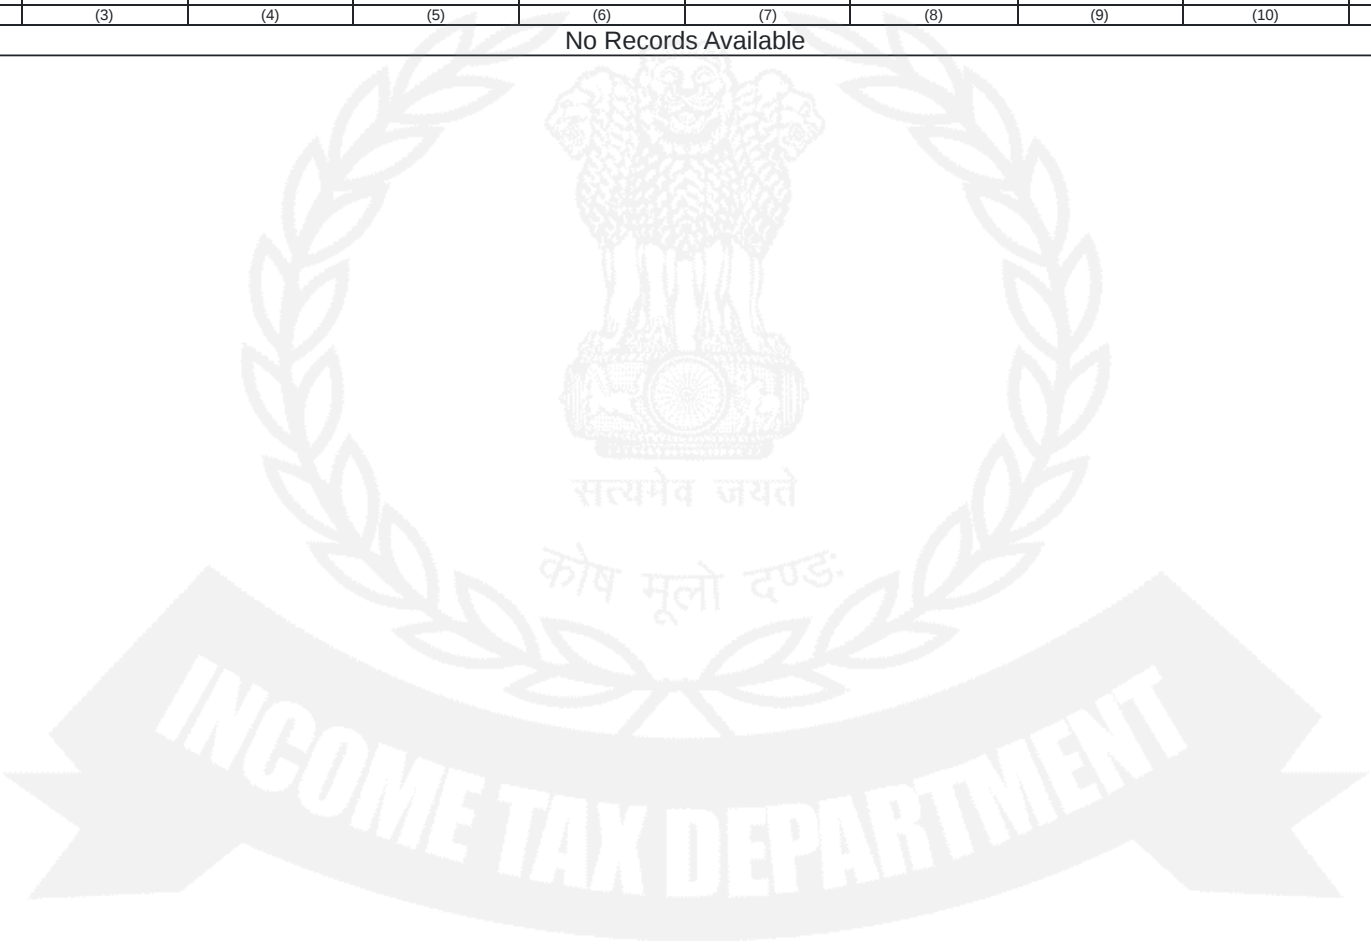 (3) (4) (5) (6) (7) (8) (9) (10)
No Records Available
सत्यमेव जयते
कोष मूलो दण्डः
INCOME TAX DEPARTMENT